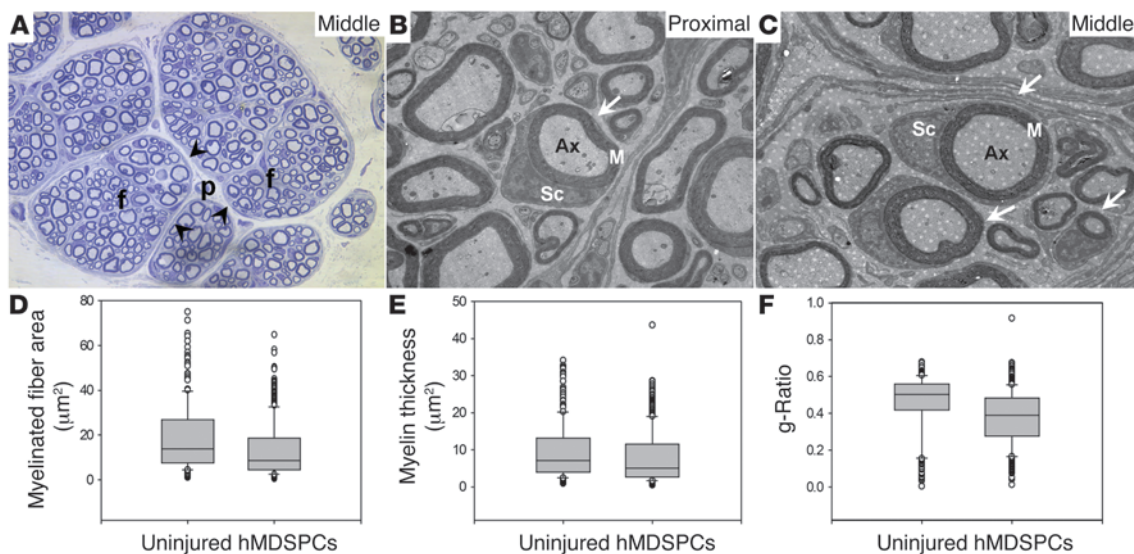 A Middle
B Proximal
C Middle
f
p
f
Ax
M
Sc
Sc
M
Ax
D
Myelinated fiber area
(μm²)
80
60
40
20
0
Uninjured hMDSPCs
E
Myelin thickness
(μm²)
50
40
30
20
10
0
Uninjured hMDSPCs
F
g-Ratio
1.0
0.8
0.6
0.4
0.2
0.0
Uninjured hMDSPCs